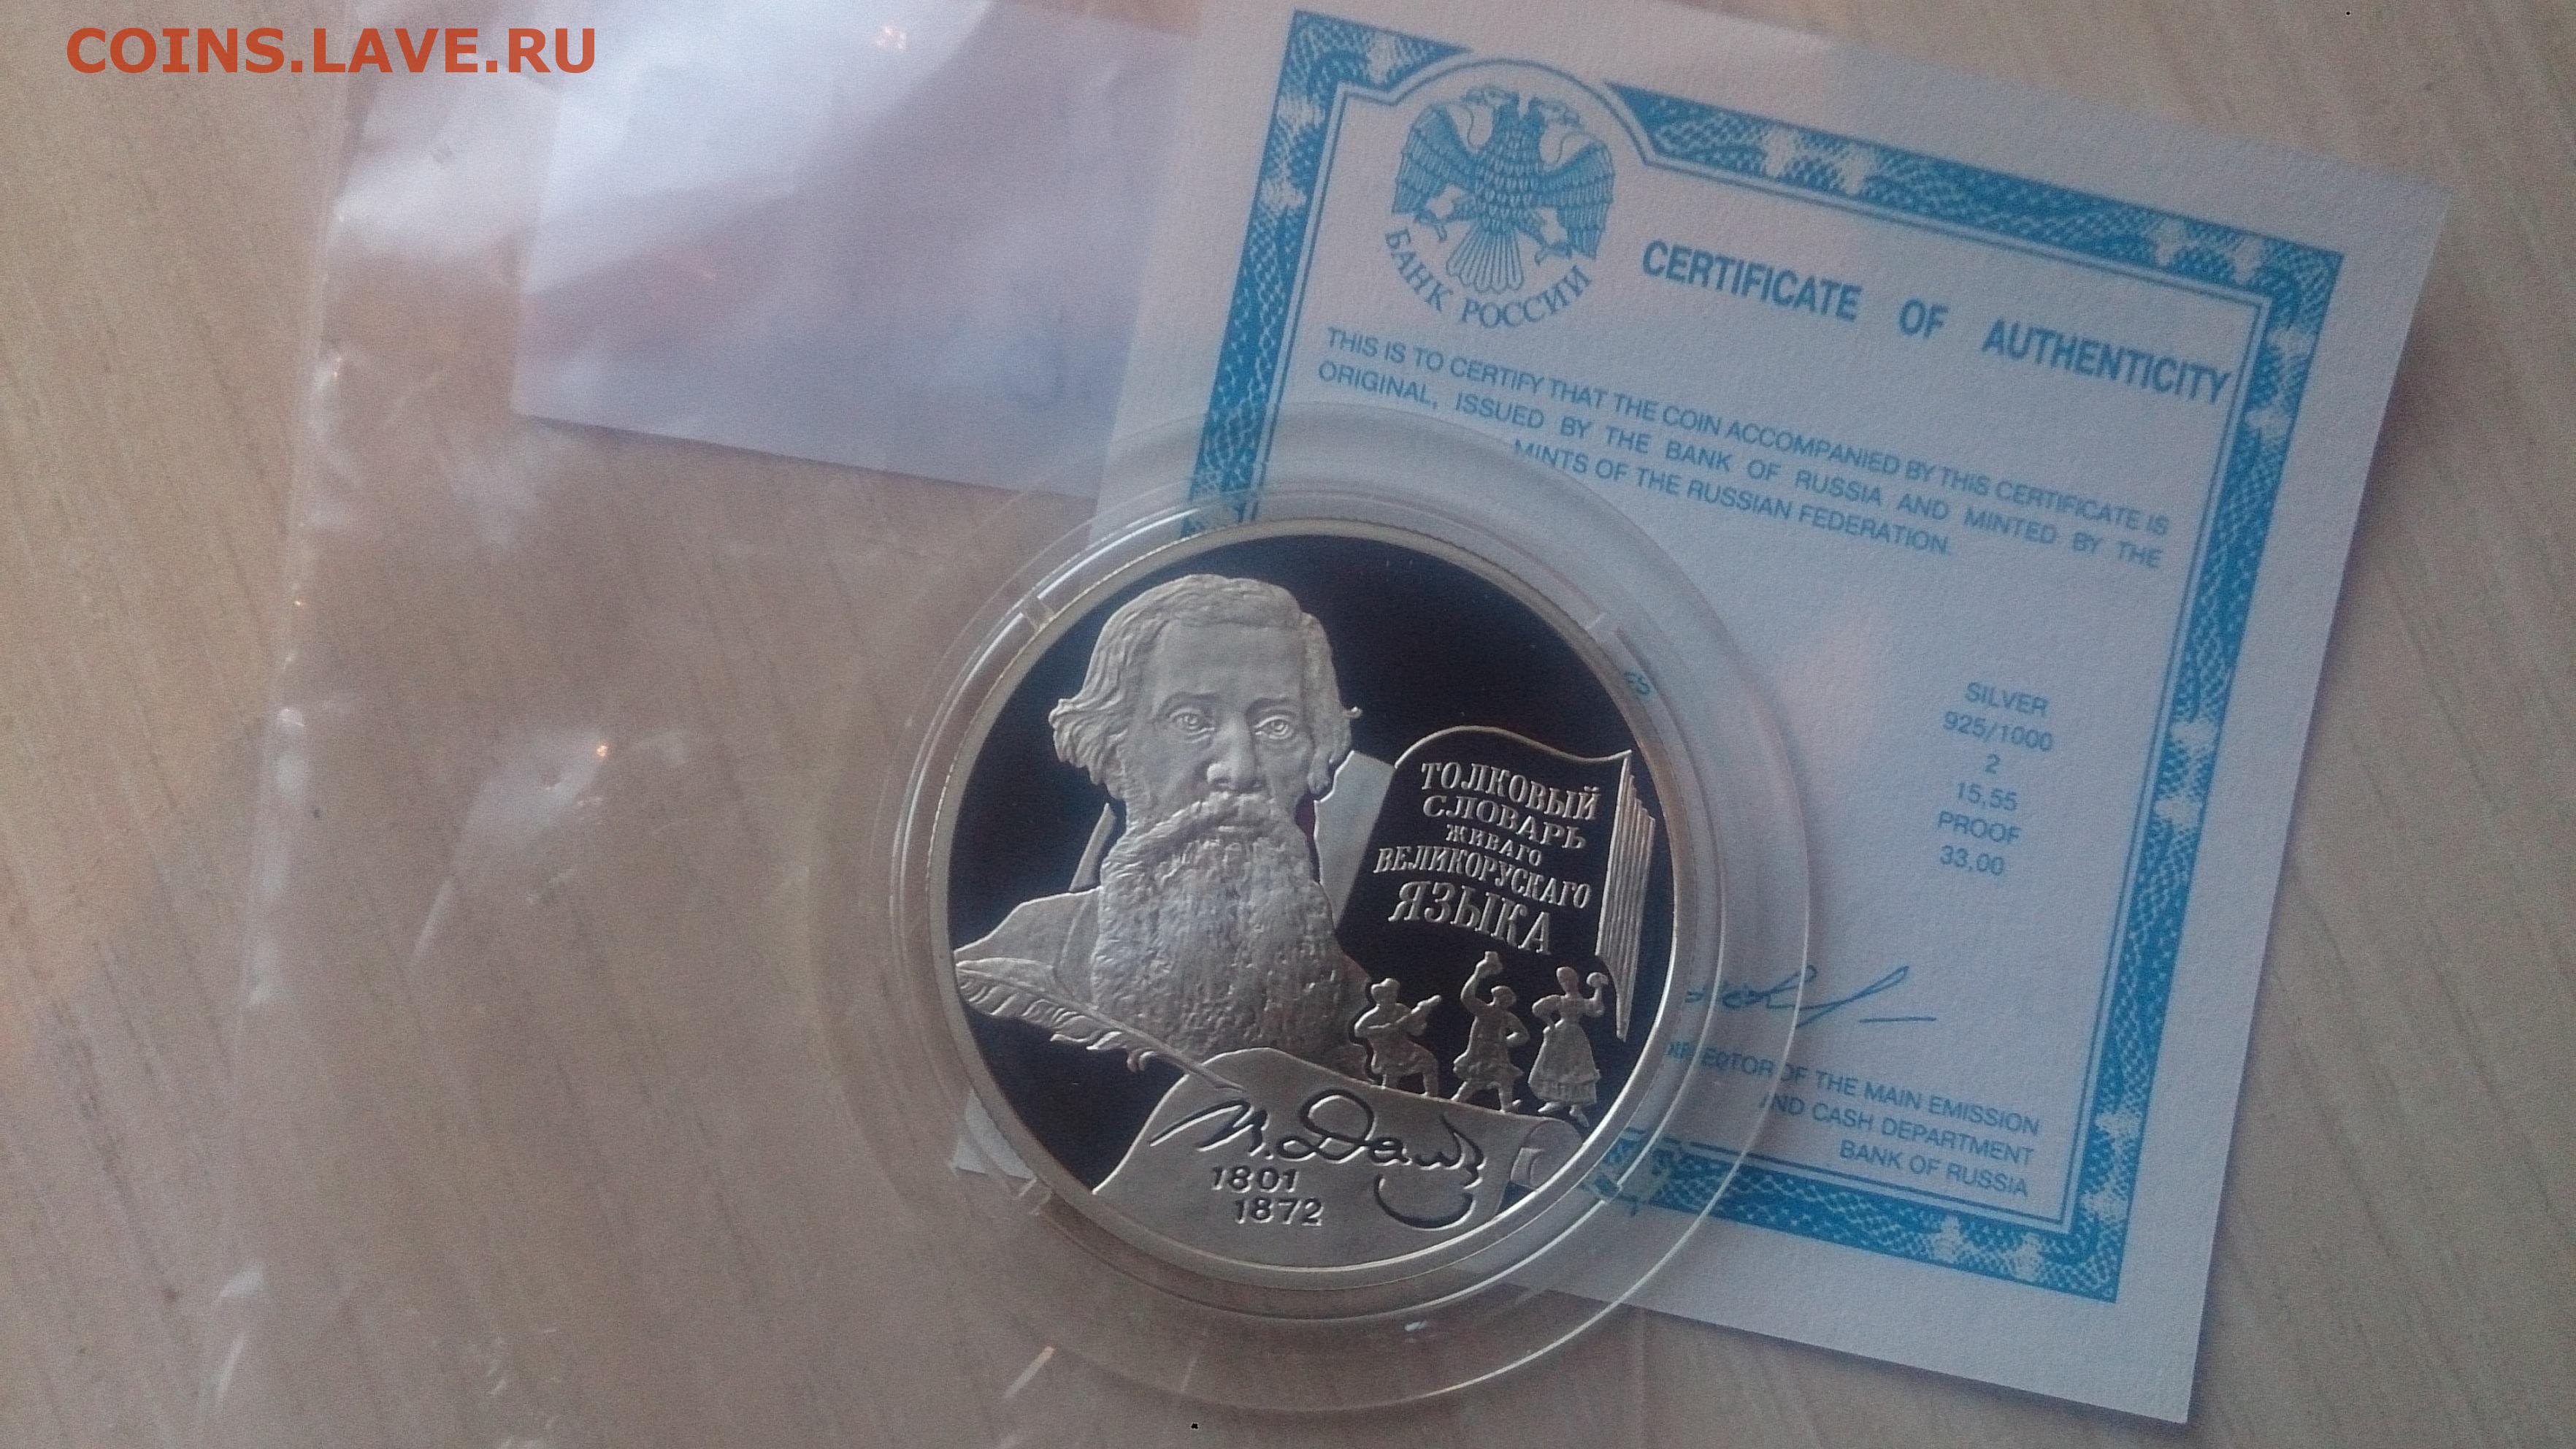 COINS.LAVE.RU
БАНК РОССИИ
CERTIFICATE OF AUTHENTICITY
THIS IS TO CERTIFY THAT THE COIN ACCOMPANIED BY THIS CERTIFICATE IS
ORIGINAL, ISSUED BY THE BANK OF RUSSIA AND MINTED BY THE
MINTS OF THE RUSSIAN FEDERATION.
SILVER
925/1000
2
15,55
PROOF
33,00
DIRECTOR OF THE MAIN EMISSION
AND CASH DEPARTMENT
BANK OF RUSSIA
ТОЛКОВЫЙ
СЛОВАРЬ
ЖИВАГО
ВЕЛИКОРУСКАГО
ЯЗЫКА
В. Даль
1801
1872